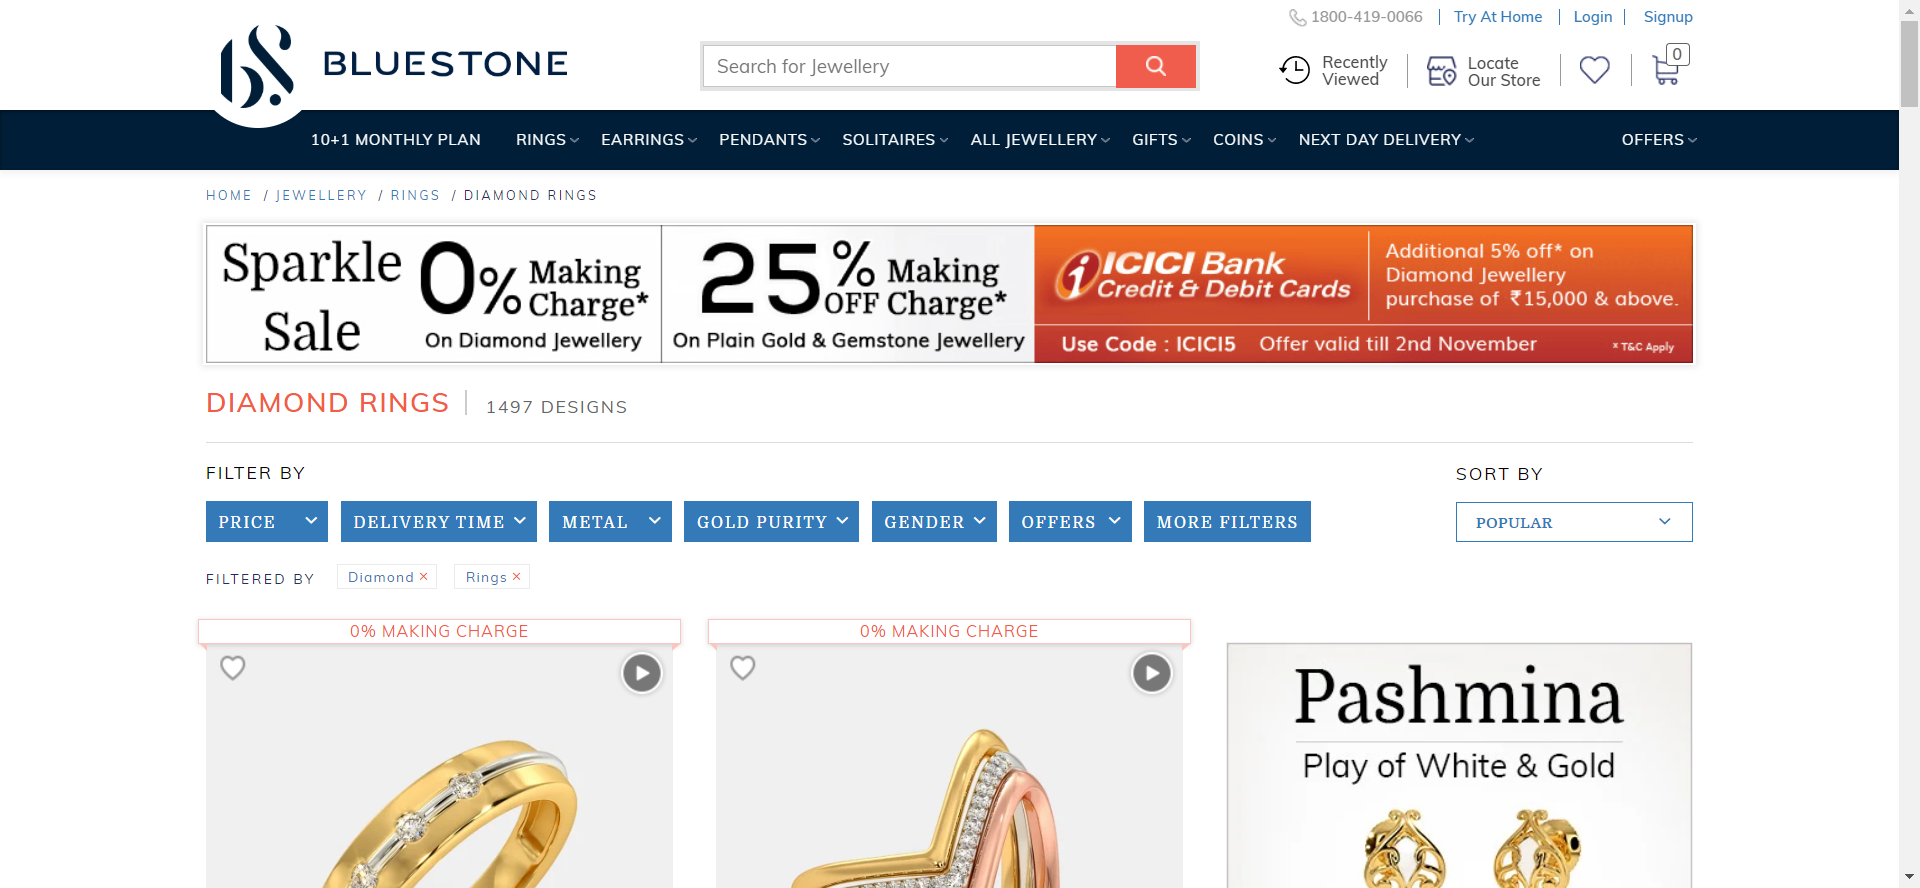 1800-419-0066
Try At Home
Login
Signup
BLUESTONE
Search for Jewellery
Recently
Viewed
Locate
Our Store
0
10+1 MONTHLY PLAN
RINGS
EARRINGS
PENDANTS
SOLITAIRES
ALL JEWELLERY
GIFTS
COINS
NEXT DAY DELIVERY
OFFERS
HOME / JEWELLERY / RINGS / DIAMOND RINGS
Sparkle
Sale
0% Making
Charge*
On Diamond Jewellery
25% Making
OFF Charge*
On Plain Gold & Gemstone Jewellery
ICICI Bank
Credit & Debit Cards
Additional 5% off* on
Diamond Jewellery
purchase of ₹15,000 & above.
Use Code : ICICI5 Offer valid till 2nd November
* T&C Apply
DIAMOND RINGS
1497 DESIGNS
FILTER BY
SORT BY
PRICE
DELIVERY TIME
METAL
GOLD PURITY
GENDER
OFFERS
MORE FILTERS
POPULAR
FILTERED BY
Diamond ×
Rings ×
0% MAKING CHARGE
0% MAKING CHARGE
Pashmina
Play of White & Gold